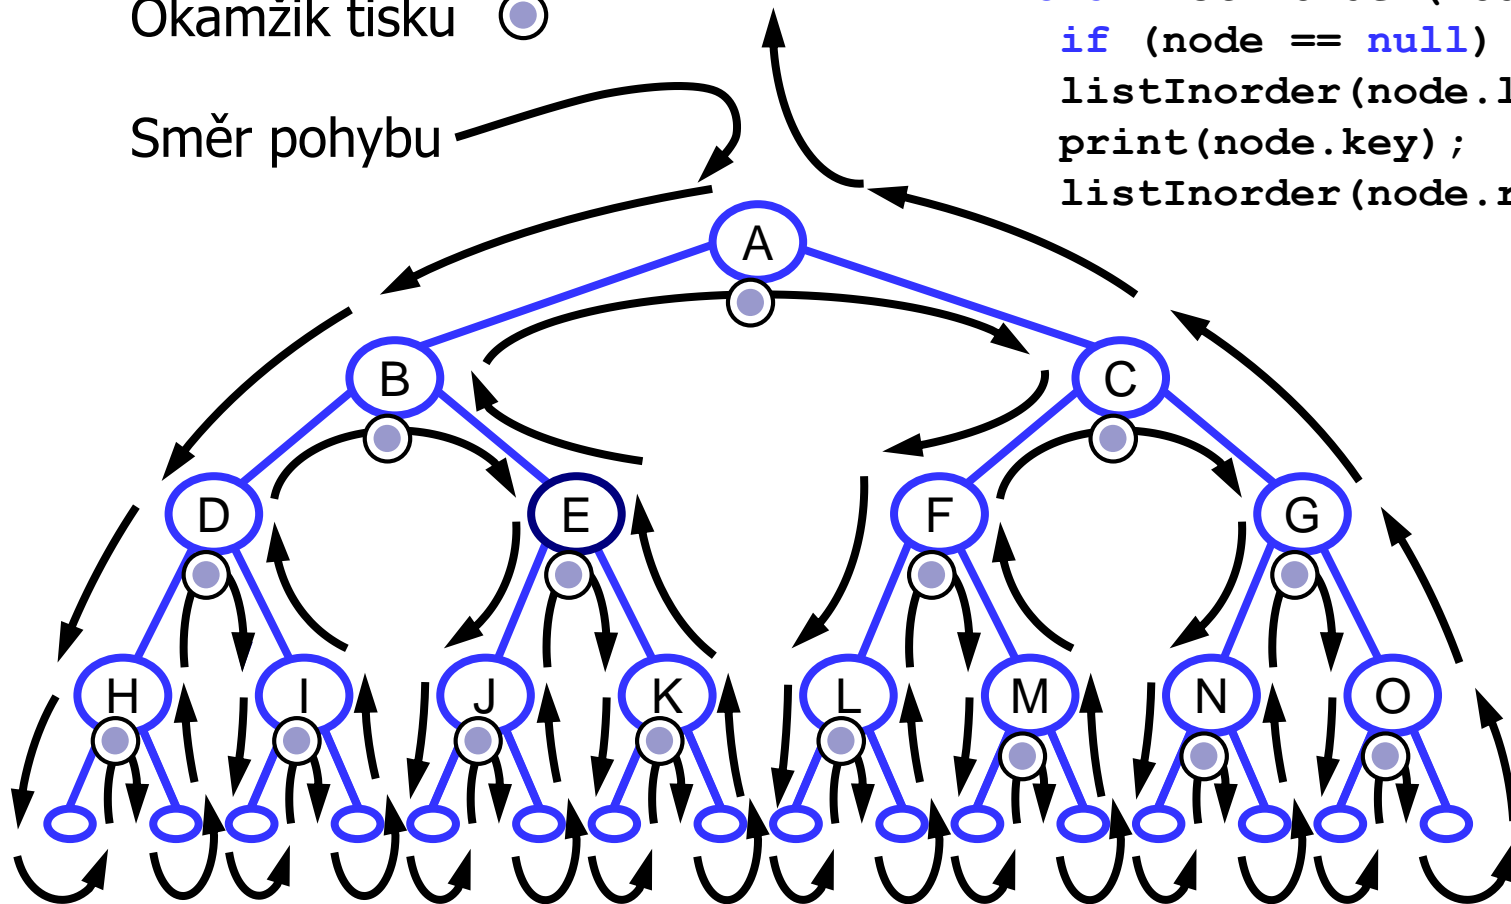 Okamžik tisku
Směr pohybu
if (node == null)
listInorder(node.l
print(node.key);
listInorder(node.r
A
B C
D E F G
H I J K L M N O